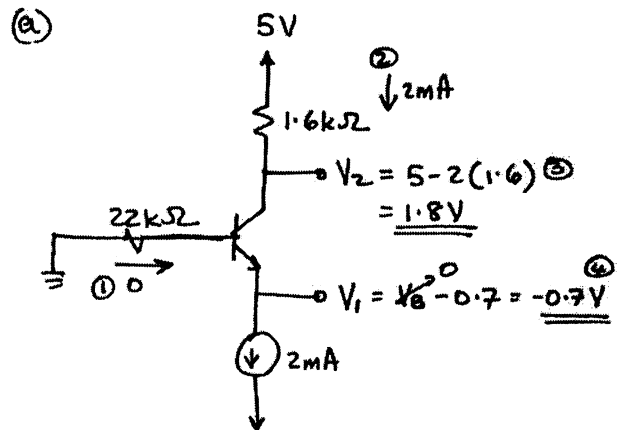 (a)
5V
② 2mA
1.6kΩ
V₂ = 5 - 2(1.6) ③
= 1.8V
22kΩ
① 0
V₁ = V_B 0 - 0.7 = -0.7V ④
2mA